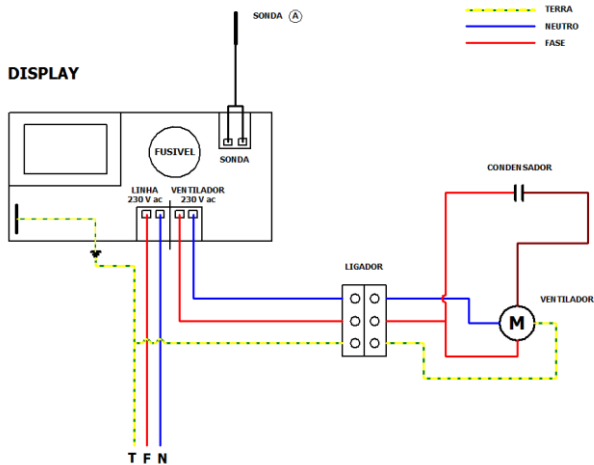 SONDA A
TERRA
NEUTRO
FASE
DISPLAY
FUSIVEL
SONDA
LINHA
230 V ac
VENTILADOR
230 V ac
CONDENSADOR
LIGADOR
VENTILADOR
M
T F N